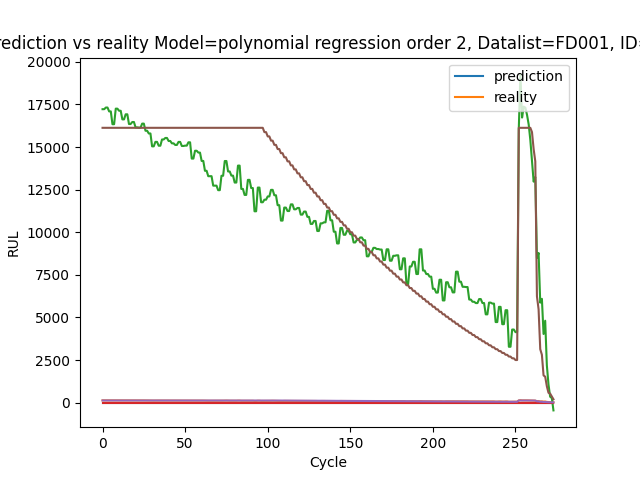 rediction vs reality Model=polynomial regression order 2, Datalist=FD001, ID=
prediction
reality
RUL
20000
17500
15000
12500
10000
7500
5000
2500
0
0 50 100 150 200 250
Cycle